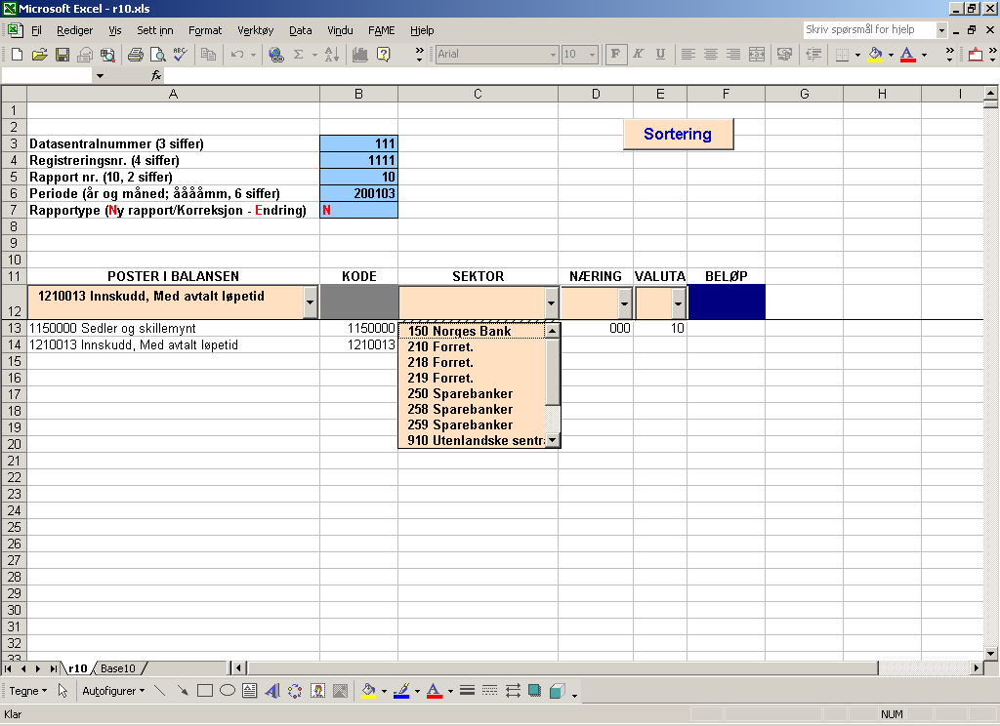 Microsoft Excel - r10.xls
Fil Rediger Vis Sett inn Format Verktøy Data Vindu FAME Hjelp Skriv spørsmål for hjelp
Arial 10 F K U
fx
A B C D E F G H I
1
2
Sortering
3 Datasentralnummer (3 siffer) 111
4 Registreringsnr. (4 siffer) 1111
5 Rapport nr. (10, 2 siffer) 10
6 Periode (år og måned; ååååmm, 6 siffer) 200103
7 Rapportype (Ny rapport/Korreksjon - Endring) N
8
9
10
11 POSTER I BALANSEN KODE SEKTOR NÆRING VALUTA BELØP
12 1210013 Innskudd, Med avtalt løpetid
13 1150000 Sedler og skillemynt 1150000 000 10
14 1210013 Innskudd, Med avtalt løpetid 1210013
150 Norges Bank
210 Forret.
218 Forret.
219 Forret.
250 Sparebanker
258 Sparebanker
259 Sparebanker
910 Utenlandske sentr
15
16
17
18
19
20
21
22
23
24
25
26
27
28
29
30
31
32
33
r10 Base10
Tegne Autofigurer
Klar NUM